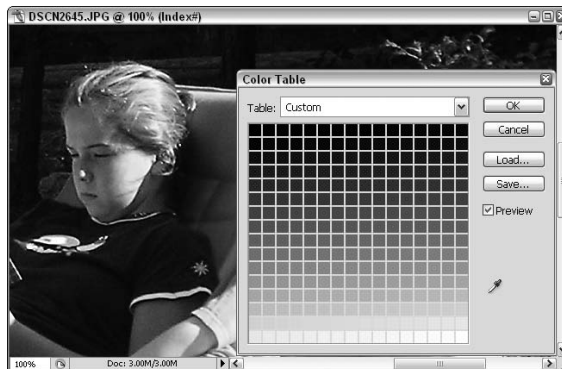 DSCN2645.JPG @ 100% (Index#)
Color Table
Table: Custom
OK
Cancel
Load...
Save...
Preview
100%
Doc: 3.00M/3.00M